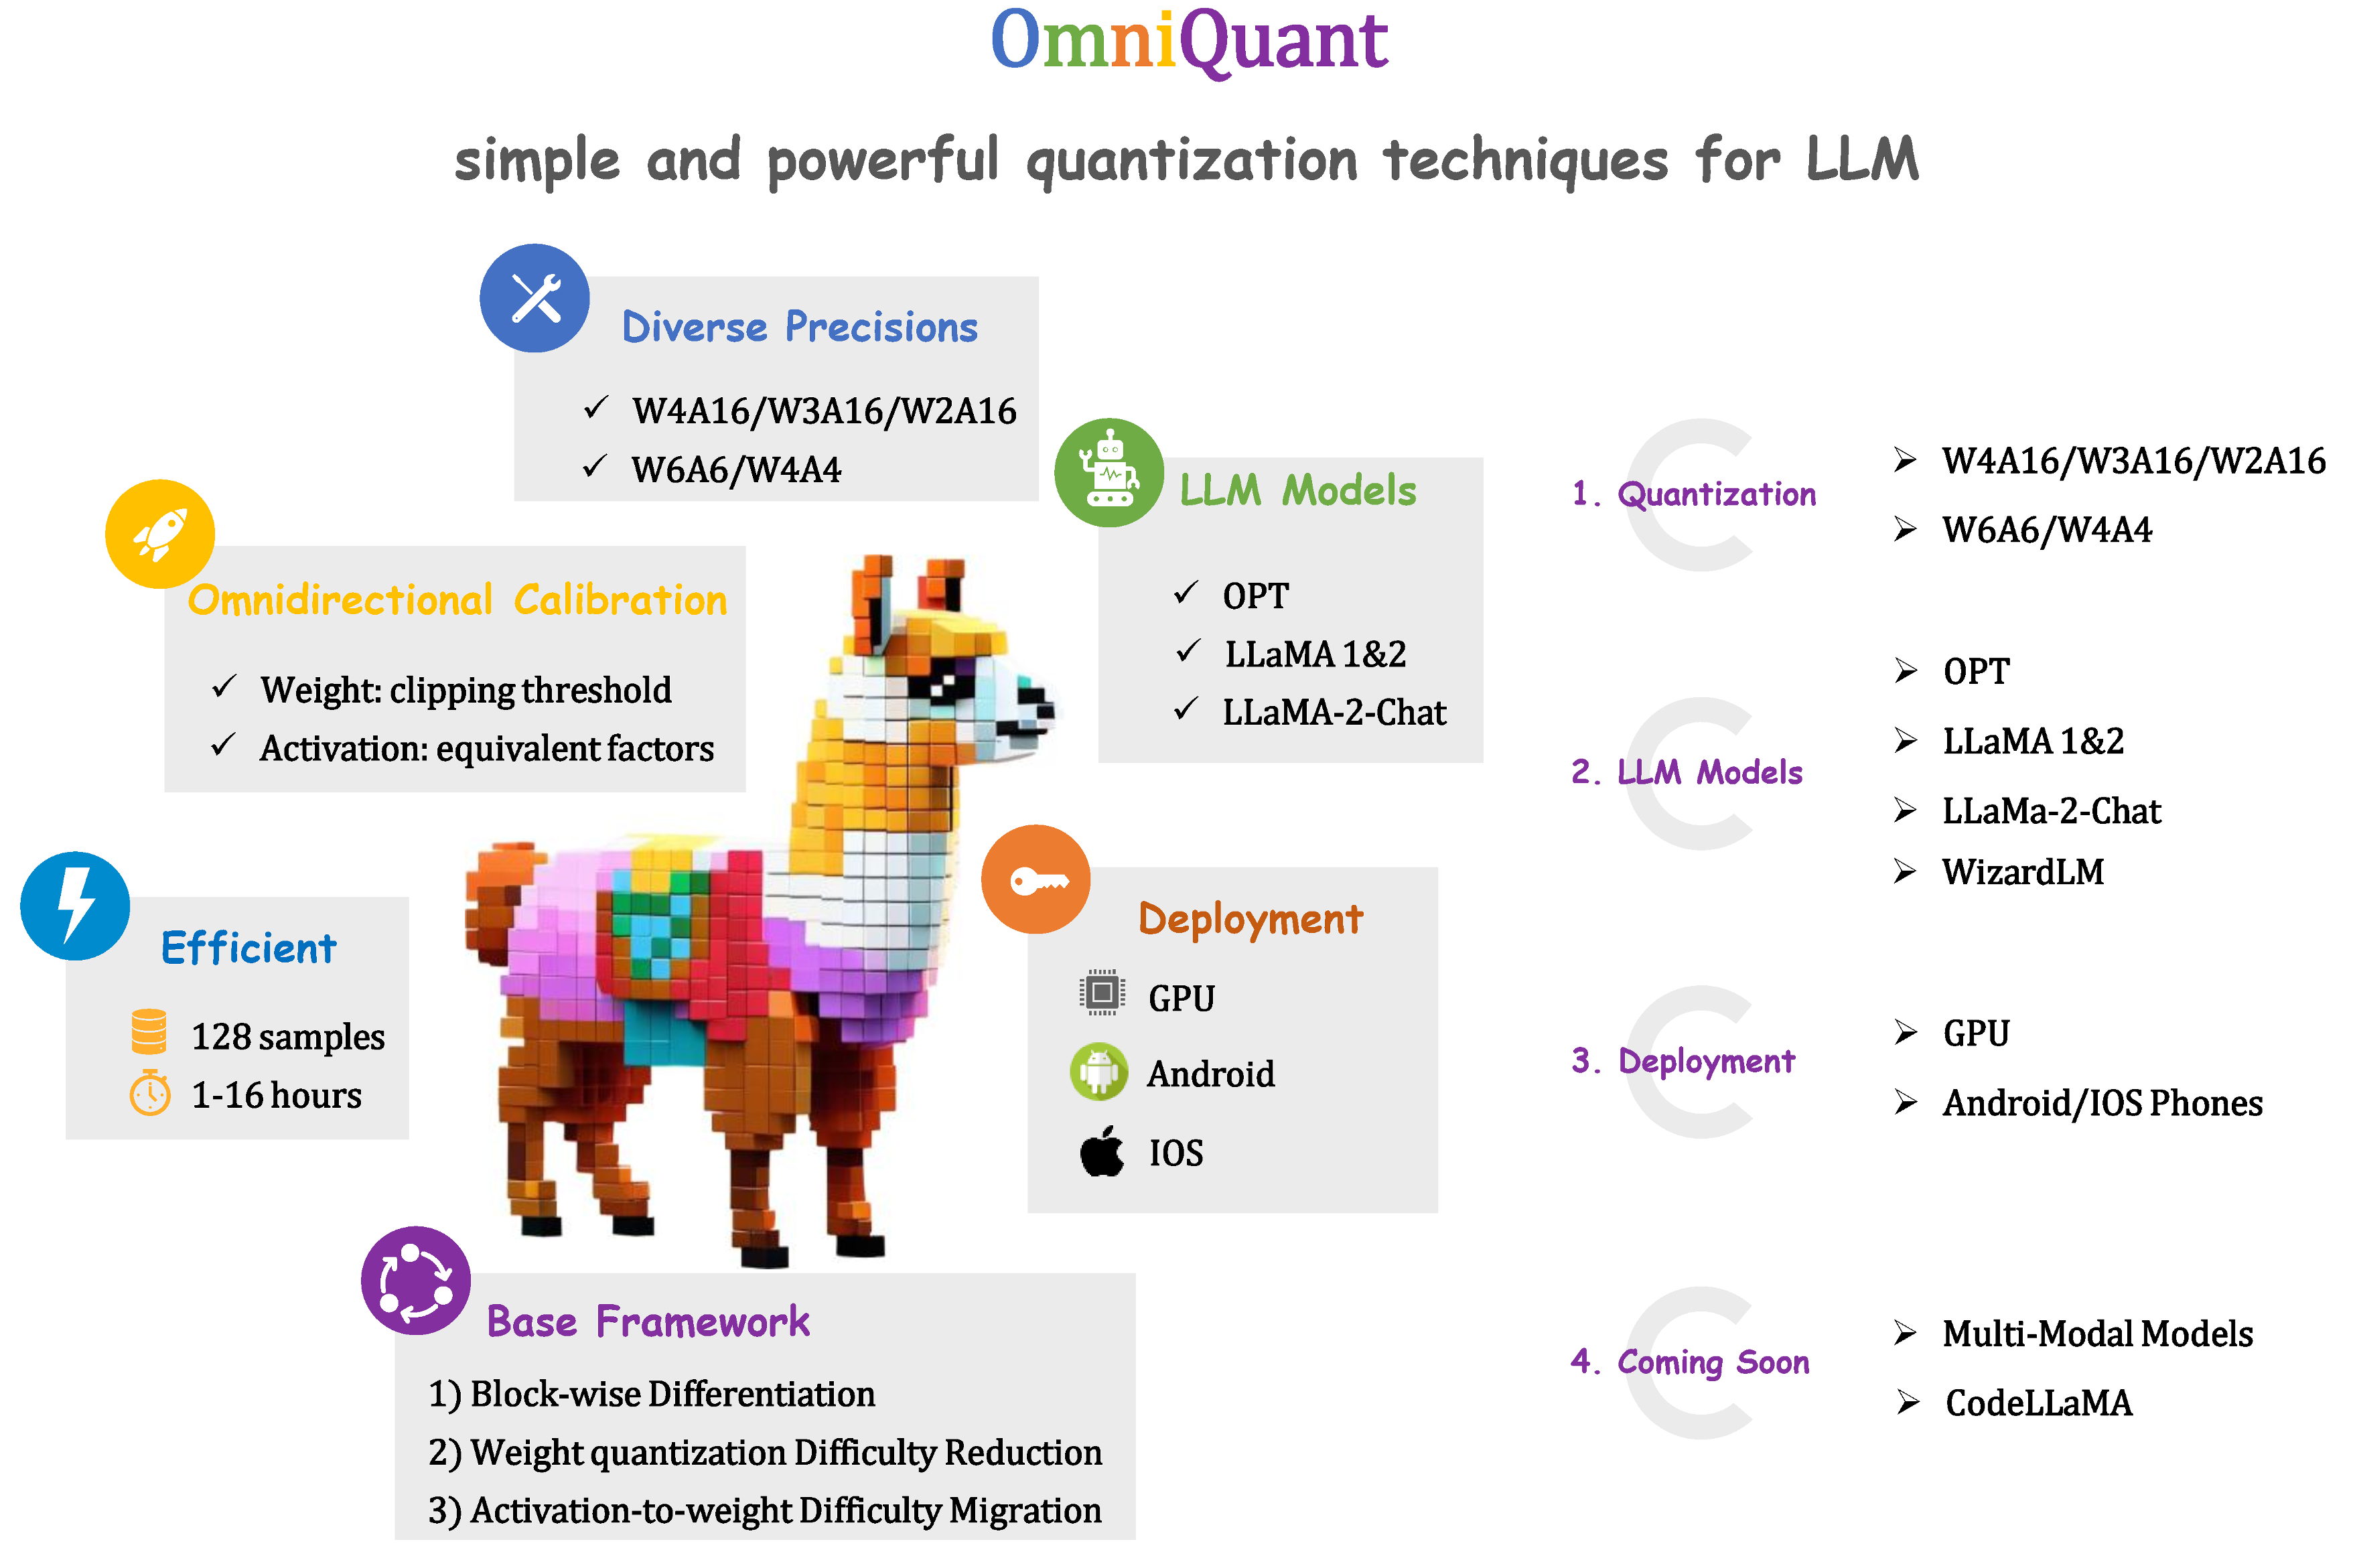 OmniQuant
simple and powerful quantization techniques for LLM
Diverse Precisions
W4A16/W3A16/W2A16
W6A6/W4A4
Omnidirectional Calibration
Weight: clipping threshold
Activation: equivalent factors
Efficient
128 samples
1-16 hours
LLM Models
OPT
LLaMA 1&2
LLaMA-2-Chat
Deployment
GPU
Android
IOS
Base Framework
1) Block-wise Differentiation
2) Weight quantization Difficulty Reduction
3) Activation-to-weight Difficulty Migration
1. Quantization
W4A16/W3A16/W2A16
W6A6/W4A4
2. LLM Models
OPT
LLaMA 1&2
LLaMa-2-Chat
WizardLM
3. Deployment
GPU
Android/IOS Phones
4. Coming Soon
Multi-Modal Models
CodeLLaMA